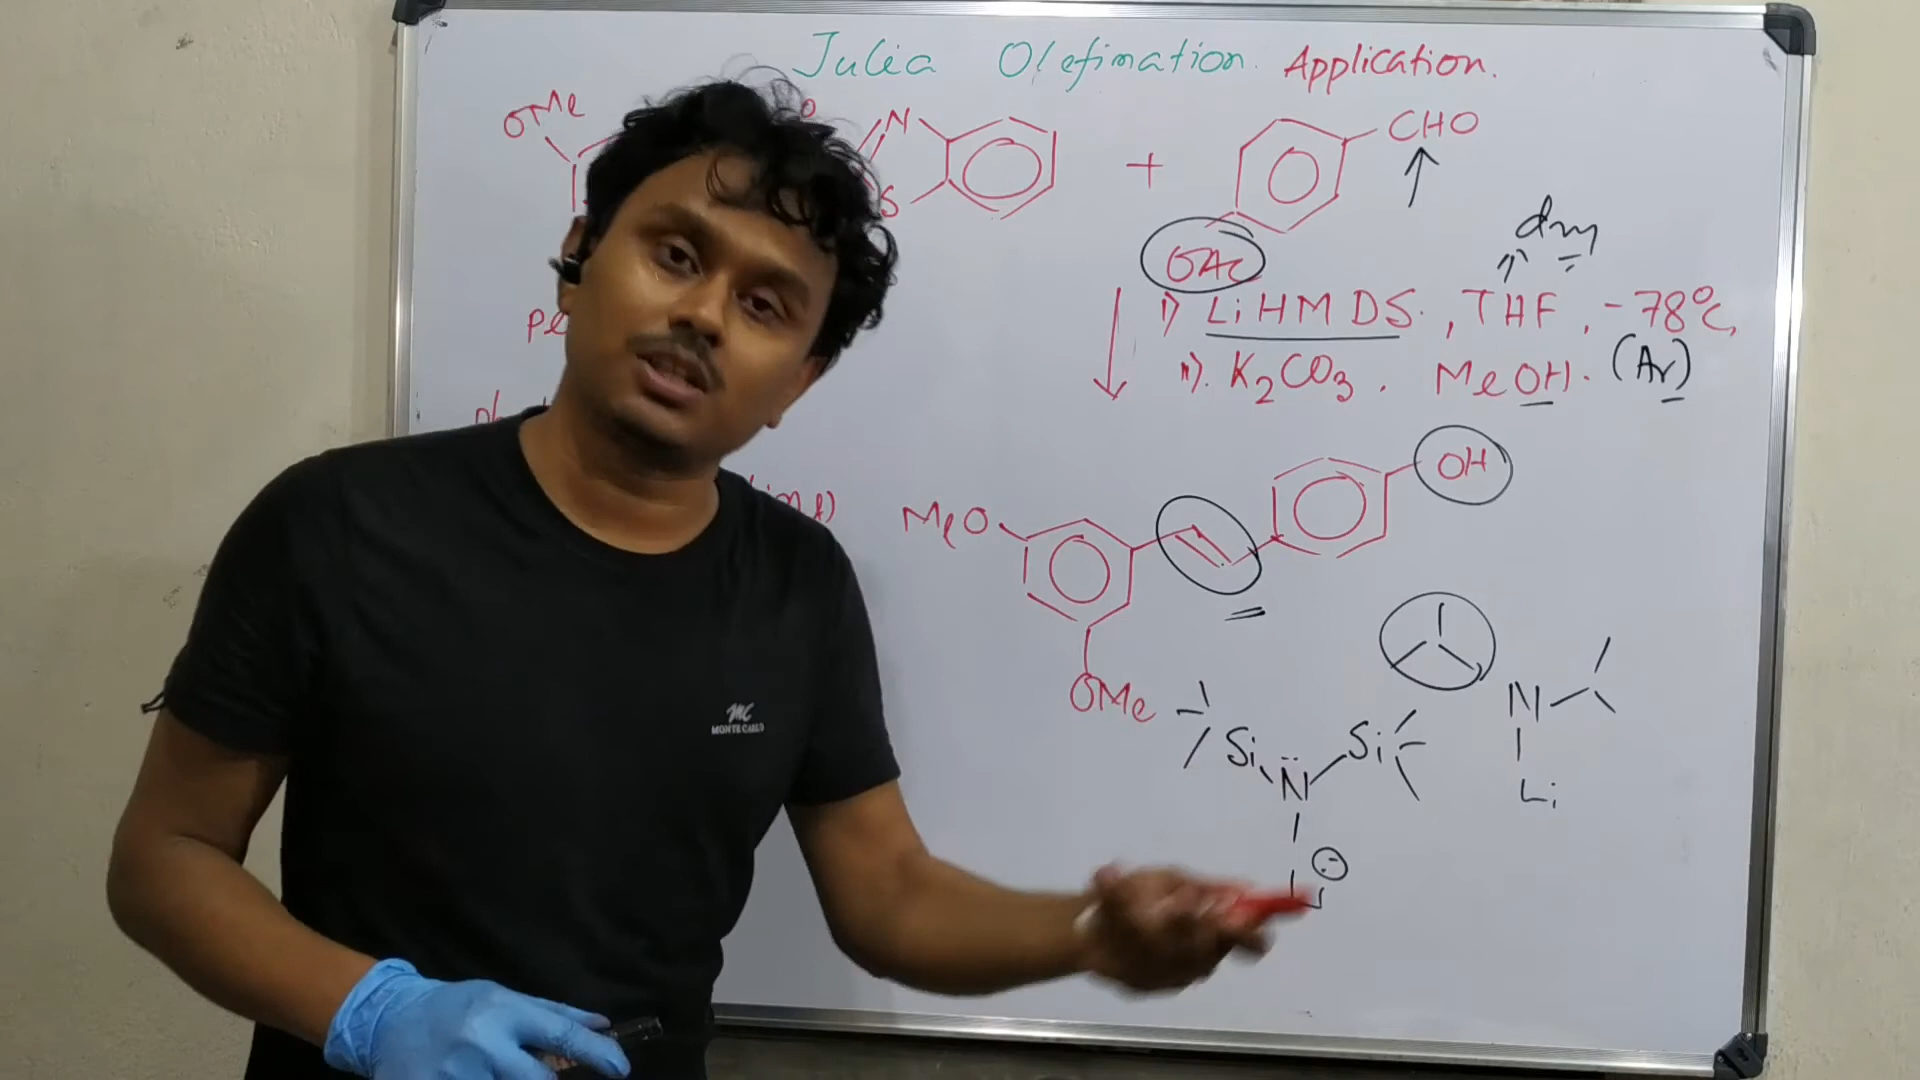 Julia Olefination. Application.
OMe
O
N
S
+
CHO
OAc
dry
i) LiHMDS. , THF , -78°C,
ii). K2CO3 . MeOH. (Ar)
pe
OH
MeO
OMe
Si N Si
N
Li
MC
MONTE CARLO